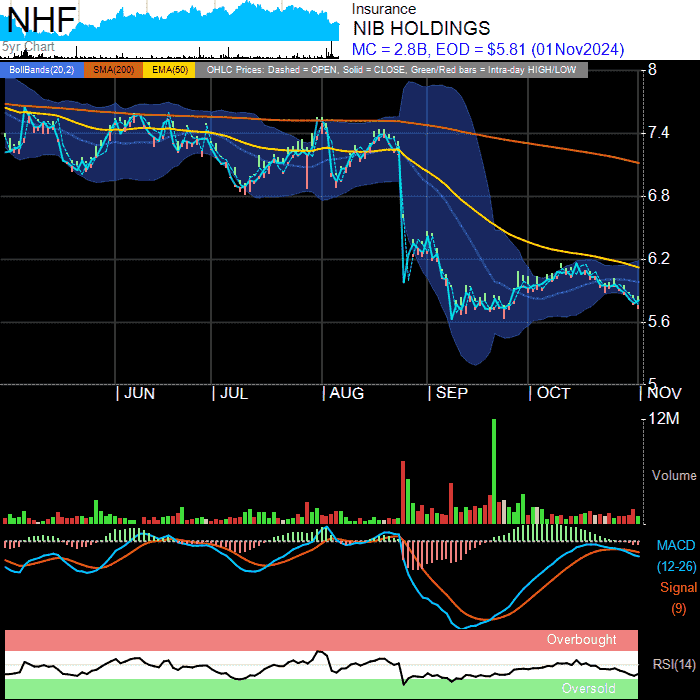 NHF
5yr Chart
Insurance
NIB HOLDINGS
MC = 2.8B, EOD = $5.81 (01Nov2024)
BollBands(20,2) SMA(200) EMA(50) OHLC Prices: Dashed = OPEN, Solid = CLOSE, Green/Red bars = Intra-day HIGH/LOW
8
7.4
6.8
6.2
5.6
5
| JUN | JUL | AUG | SEP | OCT | NOV
12M
Volume
MACD
(12-26)
Signal
(9)
Overbought
RSI(14)
Oversold